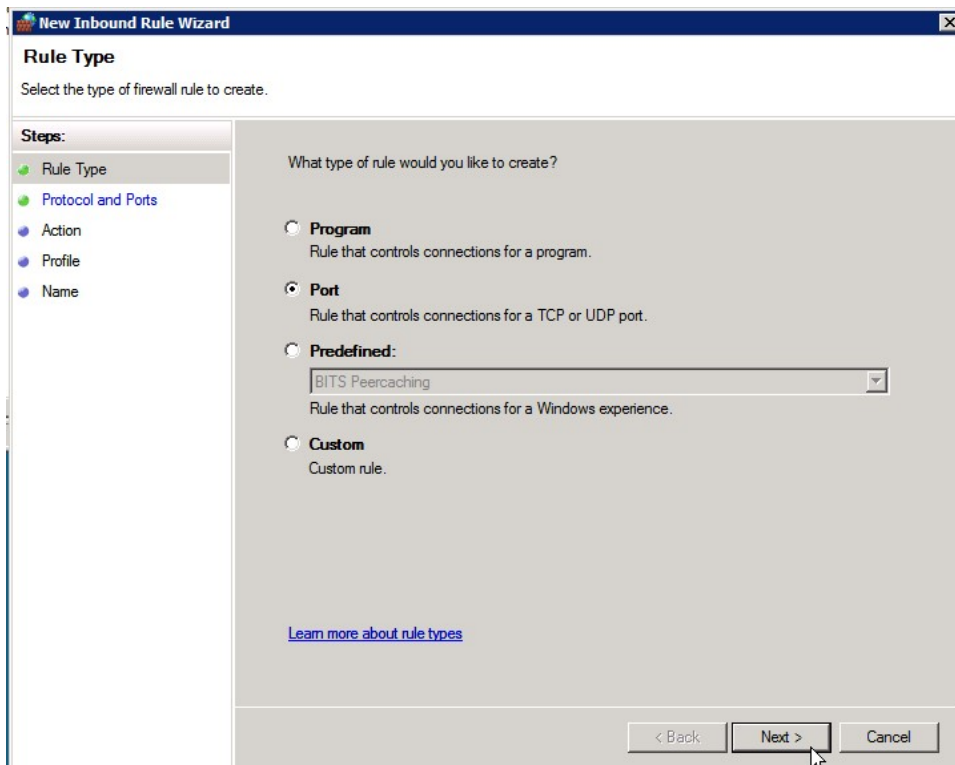 New Inbound Rule Wizard
Rule Type
Select the type of firewall rule to create.
Steps:
Rule Type
Protocol and Ports
Action
Profile
Name
What type of rule would you like to create?
Program
Rule that controls connections for a program.
Port
Rule that controls connections for a TCP or UDP port.
Predefined:
BITS Peercaching
Rule that controls connections for a Windows experience.
Custom
Custom rule.
Learn more about rule types
< Back
Next >
Cancel